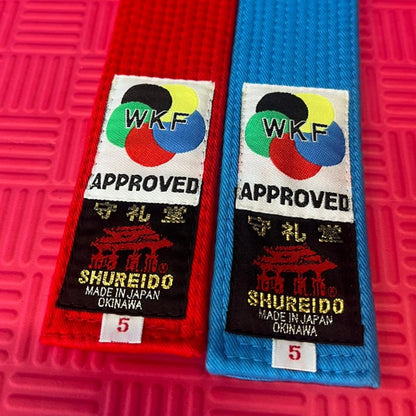 WKF
APPROVED
守礼堂
SHUREIDO
MADE IN JAPAN
OKINAWA
5
WKF
APPROVED
守礼堂
SHUREIDO
MADE IN JAPAN
OKINAWA
5